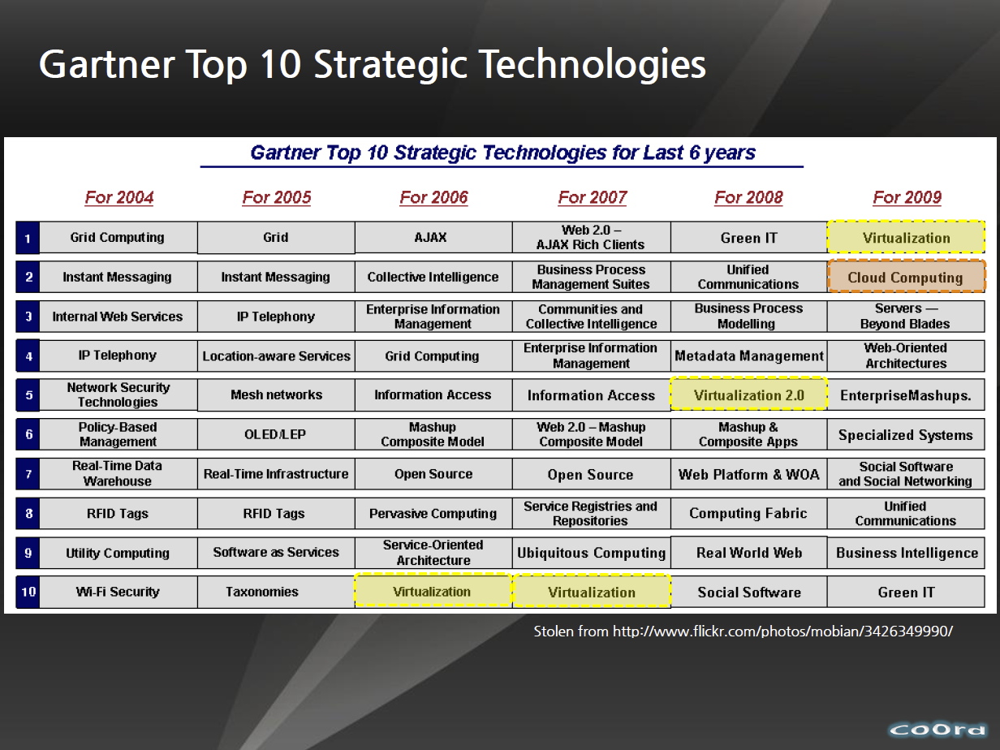 Gartner Top 10 Strategic Technologies
Gartner Top 10 Strategic Technologies for Last 6 years
For 2004 For 2005 For 2006 For 2007 For 2008 For 2009
1 Grid Computing Grid AJAX Web 2.0 – AJAX Rich Clients Green IT Virtualization
2 Instant Messaging Instant Messaging Collective Intelligence Business Process Management Suites Unified Communications Cloud Computing
3 Internal Web Services IP Telephony Enterprise Information Management Communities and Collective Intelligence Business Process Modelling Servers — Beyond Blades
4 IP Telephony Location-aware Services Grid Computing Enterprise Information Management Metadata Management Web-Oriented Architectures
5 Network Security Technologies Mesh networks Information Access Information Access Virtualization 2.0 EnterpriseMashups.
6 Policy-Based Management OLED/LEP Mashup Composite Model Web 2.0 – Mashup Composite Model Mashup & Composite Apps Specialized Systems
7 Real-Time Data Warehouse Real-Time Infrastructure Open Source Open Source Web Platform & WOA Social Software and Social Networking
8 RFID Tags RFID Tags Pervasive Computing Service Registries and Repositories Computing Fabric Unified Communications
9 Utility Computing Software as Services Service-Oriented Architecture Ubiquitous Computing Real World Web Business Intelligence
10 Wi-Fi Security Taxonomies Virtualization Virtualization Social Software Green IT
Stolen from http://www.flickr.com/photos/mobian/3426349990/
coOrd